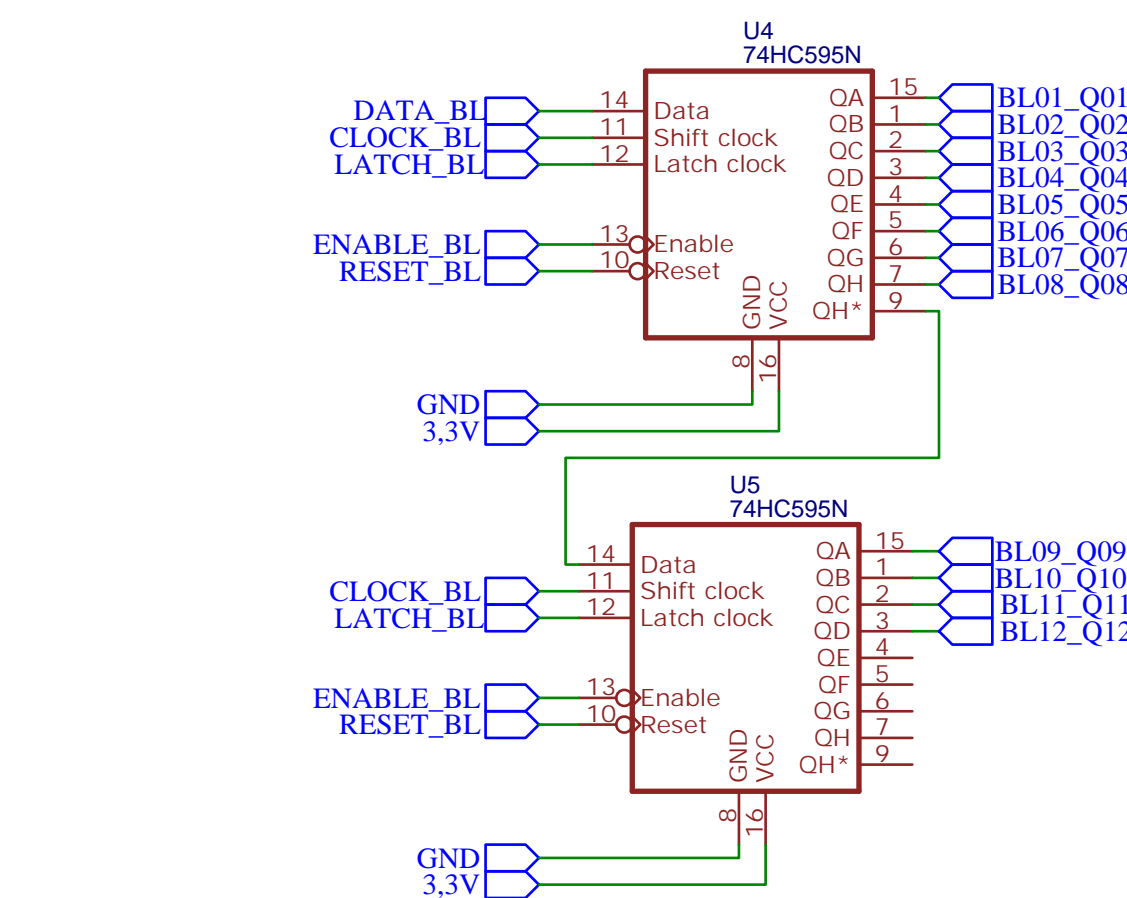 U4
74HC595N
DATA_BL 14 Data QA 15 BL01_Q01
CLOCK_BL 11 Shift clock QB 1 BL02_Q02
LATCH_BL 12 Latch clock QC 2 BL03_Q03
QD 3 BL04_Q04
QE 4 BL05_Q05
ENABLE_BL 13 Enable QF 5 BL06_Q06
RESET_BL 10 Reset QG 6 BL07_Q07
QH 7 BL08_Q08
GND VCC QH* 9
8 16
GND
3,3V
U5
74HC595N
14 Data QA 15 BL09_Q09
CLOCK_BL 11 Shift clock QB 1 BL10_Q10
LATCH_BL 12 Latch clock QC 2 BL11_Q11
QD 3 BL12_Q12
QE 4
ENABLE_BL 13 Enable QF 5
RESET_BL 10 Reset QG 6
QH 7
GND VCC QH* 9
8 16
GND
3,3V